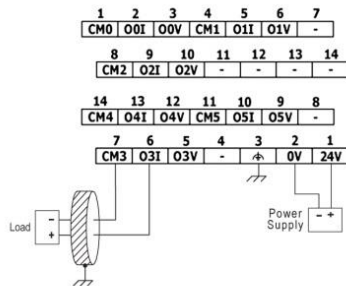 1 2 3 4 5 6 7
CM0 O0I O0V CM1 O1I O1V -
8 9 10 11 12 13 14
CM2 O2I O2V - - - -
14 13 12 11 10 9 8
CM4 O4I O4V CM5 O5I O5V -
7 6 5 4 3 2 1
CM3 O3I O3V - 0V 24V
Load
-
+
Power
Supply
- +